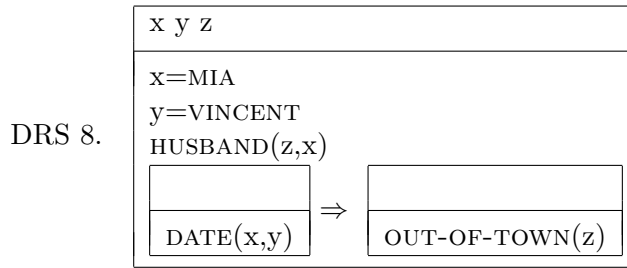 x y z
x=MIA
y=VINCENT
DRS 8.
HUSBAND(z,x)
⇒
DATE(x,y) OUT-OF-TOWN(z)